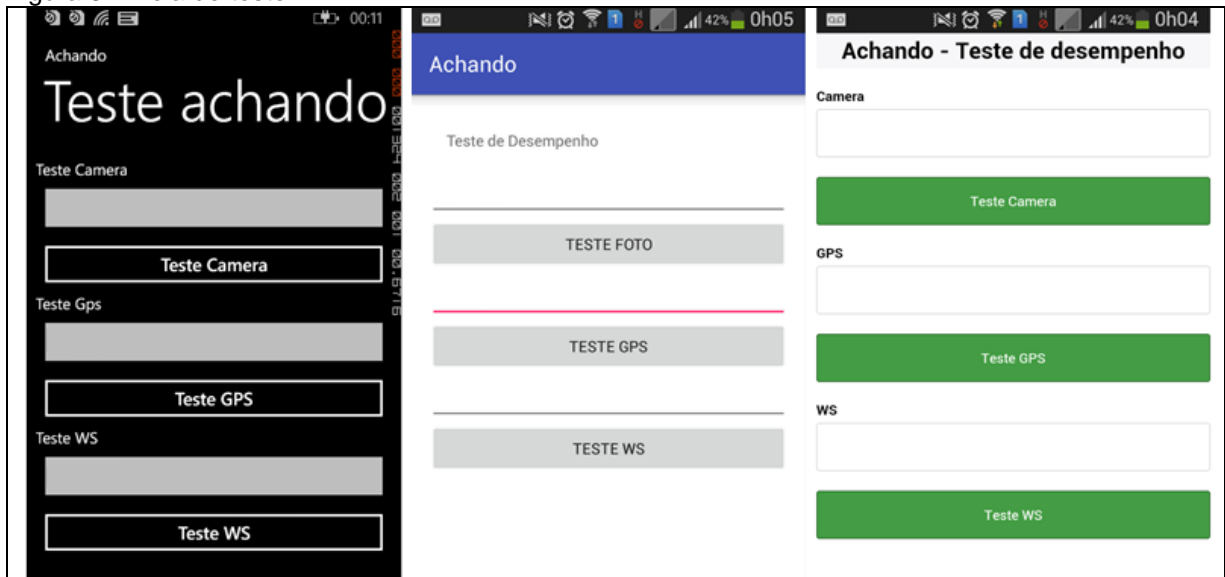 00:11
Achando
Teste achando
Teste Camera
Teste Camera
Teste Gps
Teste GPS
Teste WS
Teste WS
42% 0h05
Achando
Teste de Desempenho
TESTE FOTO
TESTE GPS
TESTE WS
42% 0h04
Achando - Teste de desempenho
Camera
Teste Camera
GPS
Teste GPS
WS
Teste WS